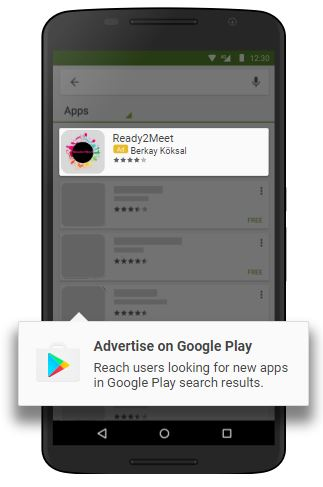 12:30
Apps
Ready2Meet
Ad Berkay Köksal
FREE
FREE
Advertise on Google Play
Reach users looking for new apps
in Google Play search results.